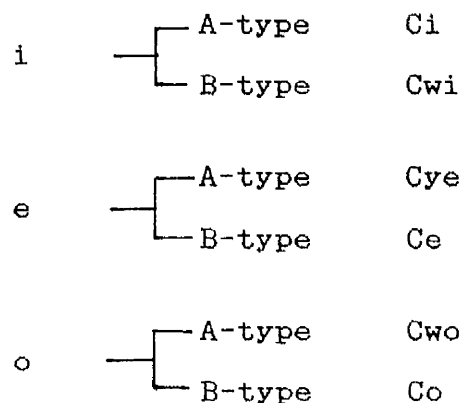 A-type Ci
i
B-type Cwi
A-type Cye
e
B-type Ce
A-type Cwo
o
B-type Co